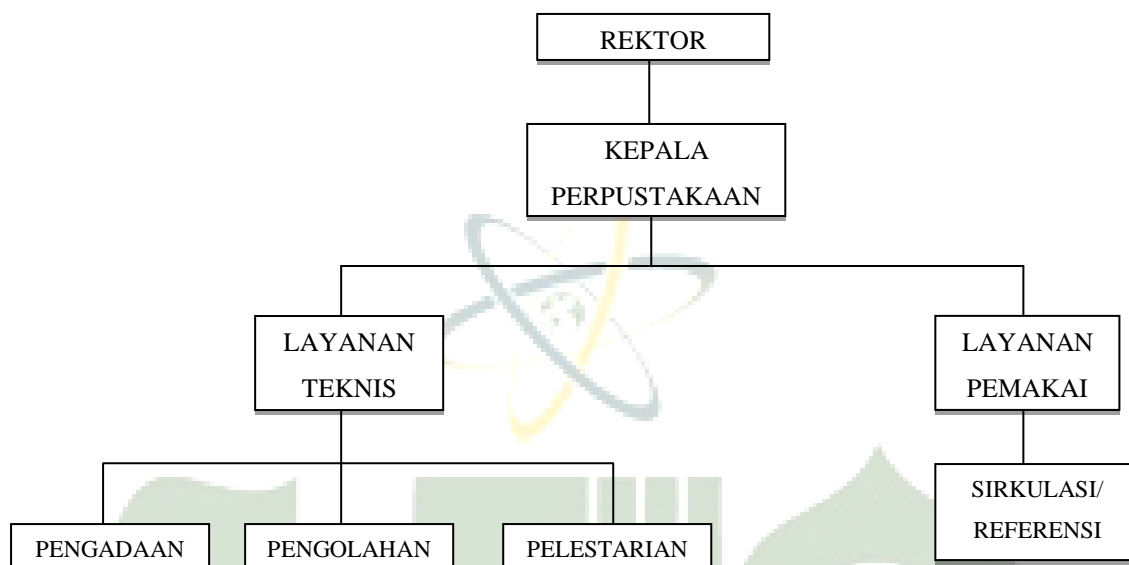 REKTOR
KEPALA
PERPUSTAKAAN
LAYANAN
TEKNIS
LAYANAN
PEMAKAI
PENGADAAN
PENGOLAHAN
PELESTARIAN
SIRKULASI/
REFERENSI